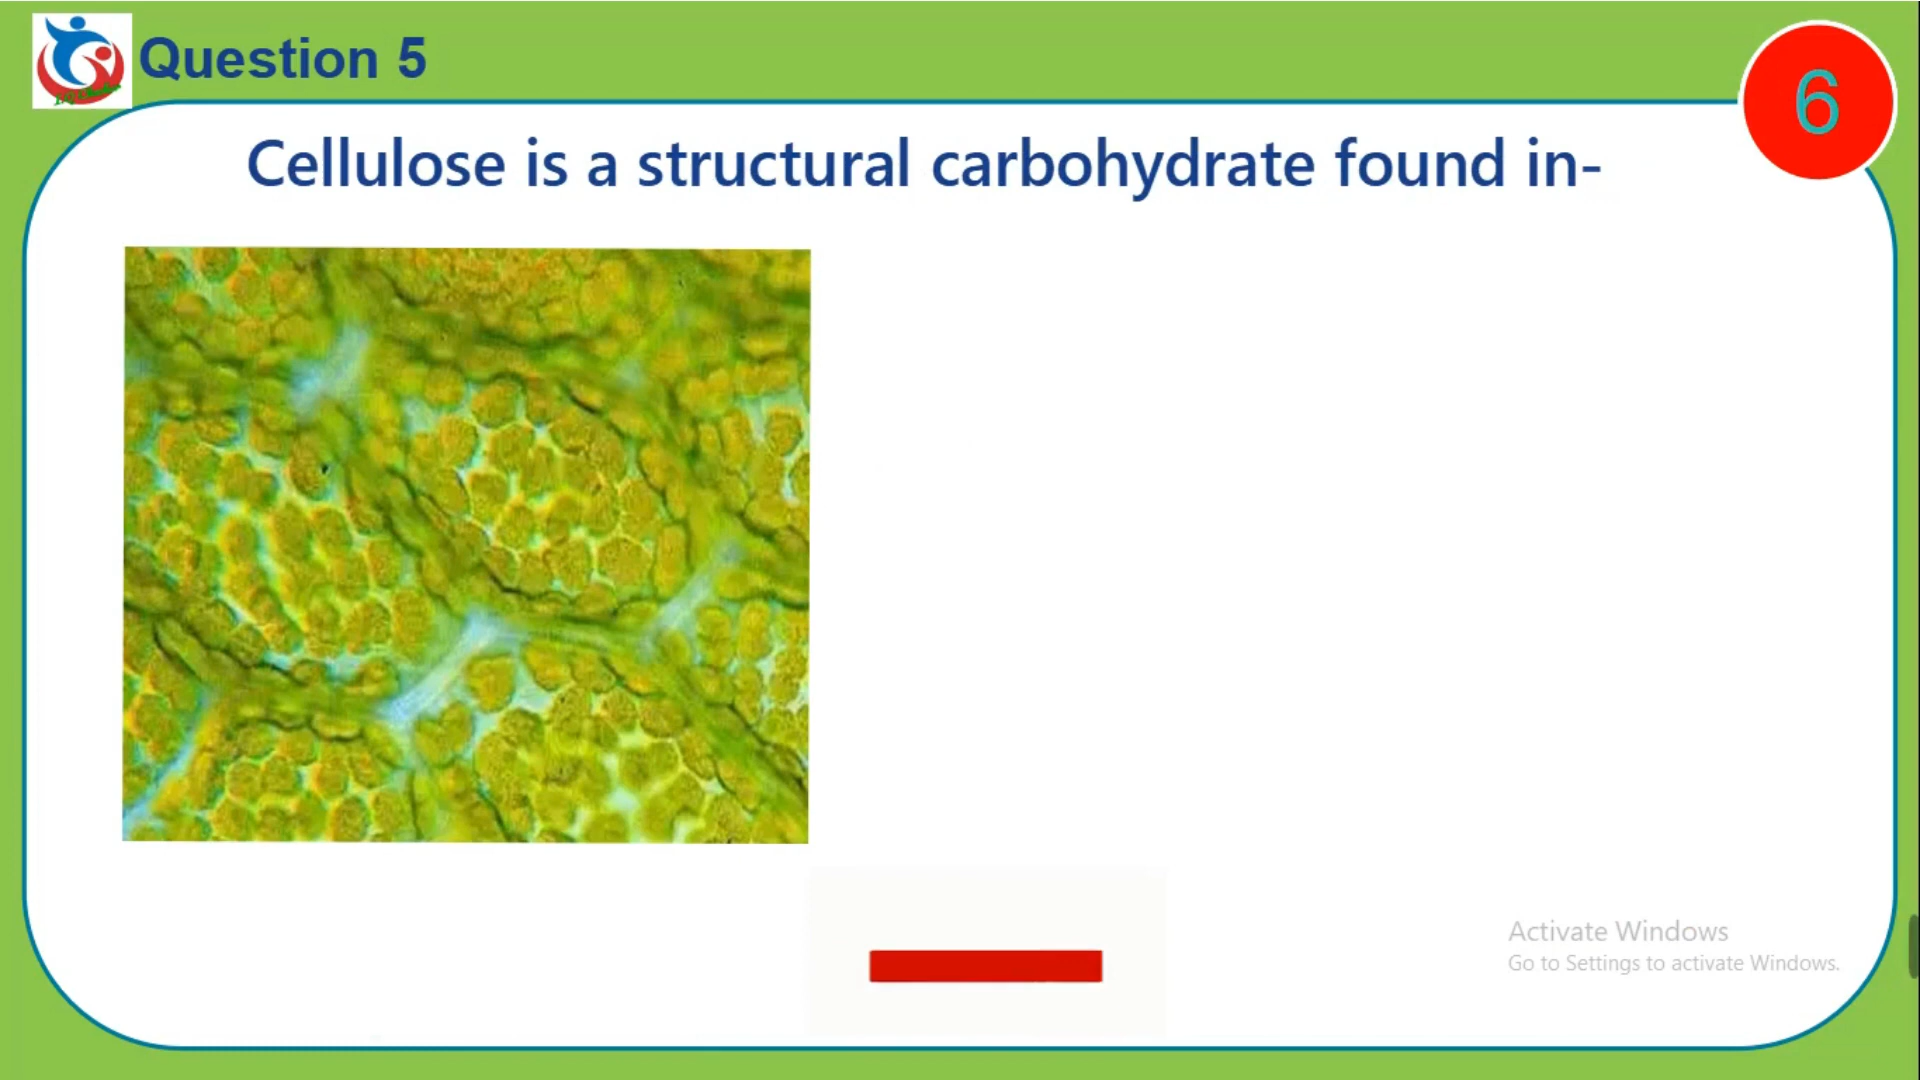 Question 5
6
Cellulose is a structural carbohydrate found in-
Activate Windows
Go to Settings to activate Windows.